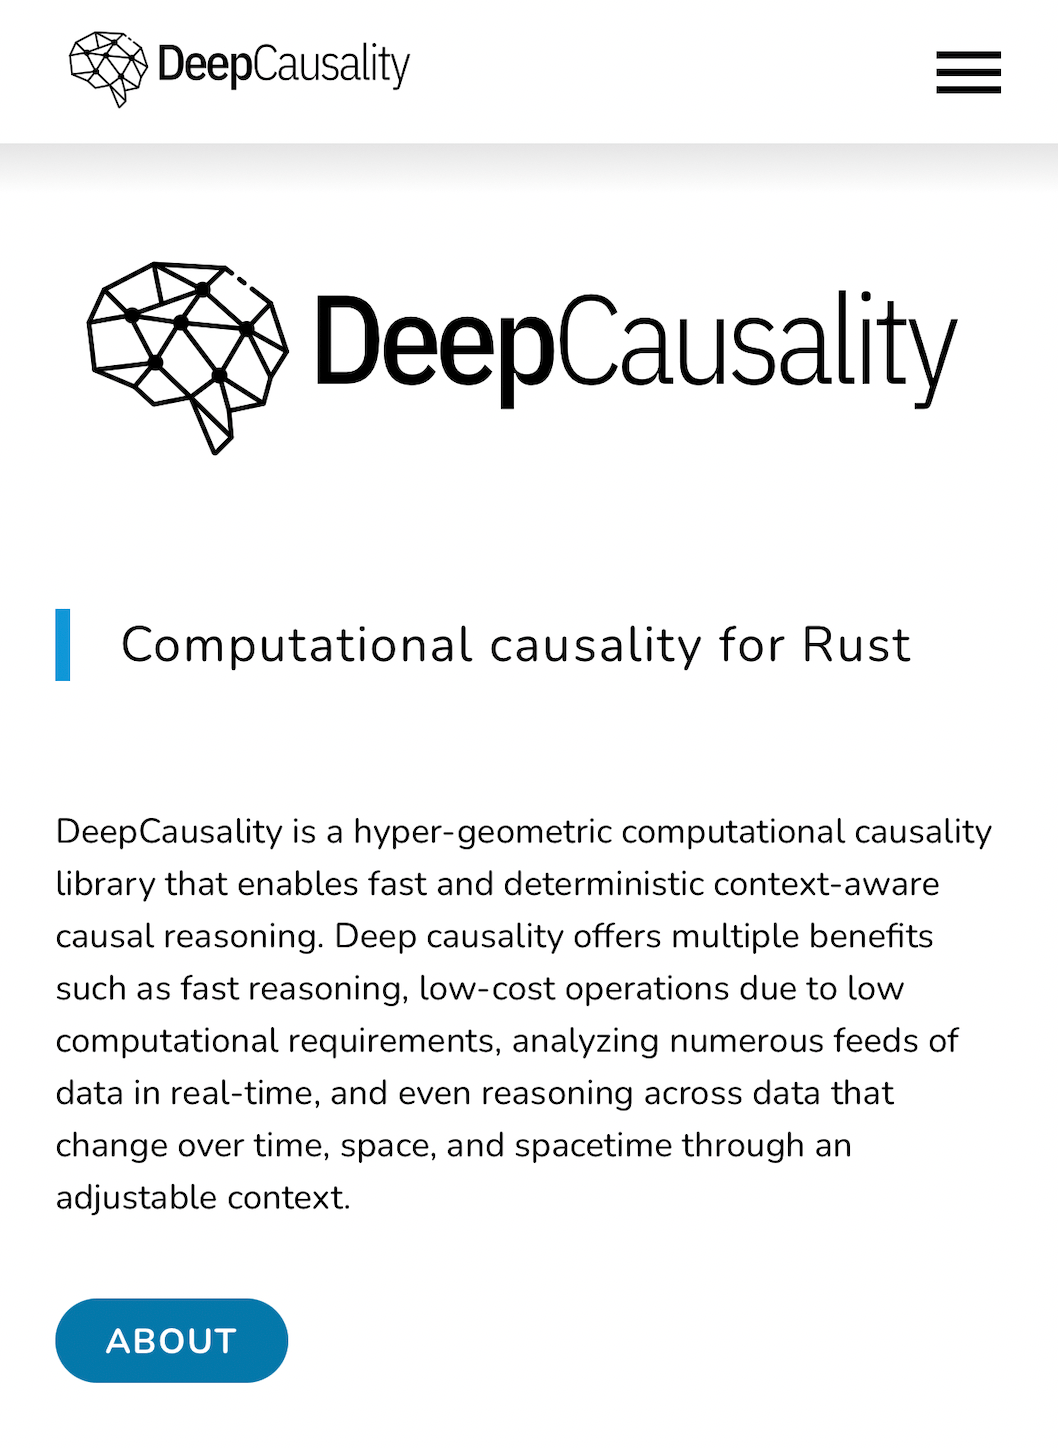 DeepCausality
DeepCausality
Computational causality for Rust
DeepCausality is a hyper-geometric computational causality
library that enables fast and deterministic context-aware
causal reasoning. Deep causality offers multiple benefits
such as fast reasoning, low-cost operations due to low
computational requirements, analyzing numerous feeds of
data in real-time, and even reasoning across data that
change over time, space, and spacetime through an
adjustable context.
ABOUT